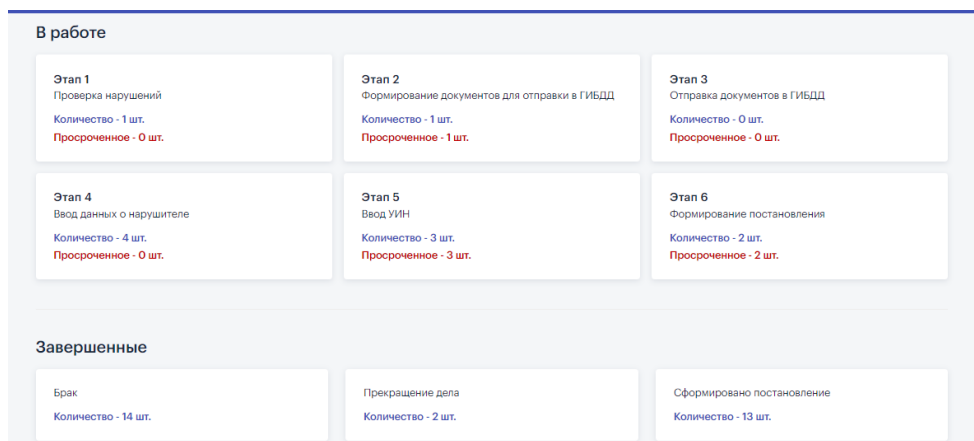 В работе
Этап 1
Проверка нарушений
Количество - 1 шт.
Просроченное - 0 шт.
Этап 2
Формирование документов для отправки в ГИБДД
Количество - 1 шт.
Просроченное - 1 шт.
Этап 3
Отправка документов в ГИБДД
Количество - 0 шт.
Просроченное - 0 шт.
Этап 4
Ввод данных о нарушителе
Количество - 4 шт.
Просроченное - 0 шт.
Этап 5
Ввод УИН
Количество - 3 шт.
Просроченное - 3 шт.
Этап 6
Формирование постановления
Количество - 2 шт.
Просроченное - 2 шт.
Завершенные
Брак
Количество - 14 шт.
Прекращение дела
Количество - 2 шт.
Сформировано постановление
Количество - 13 шт.